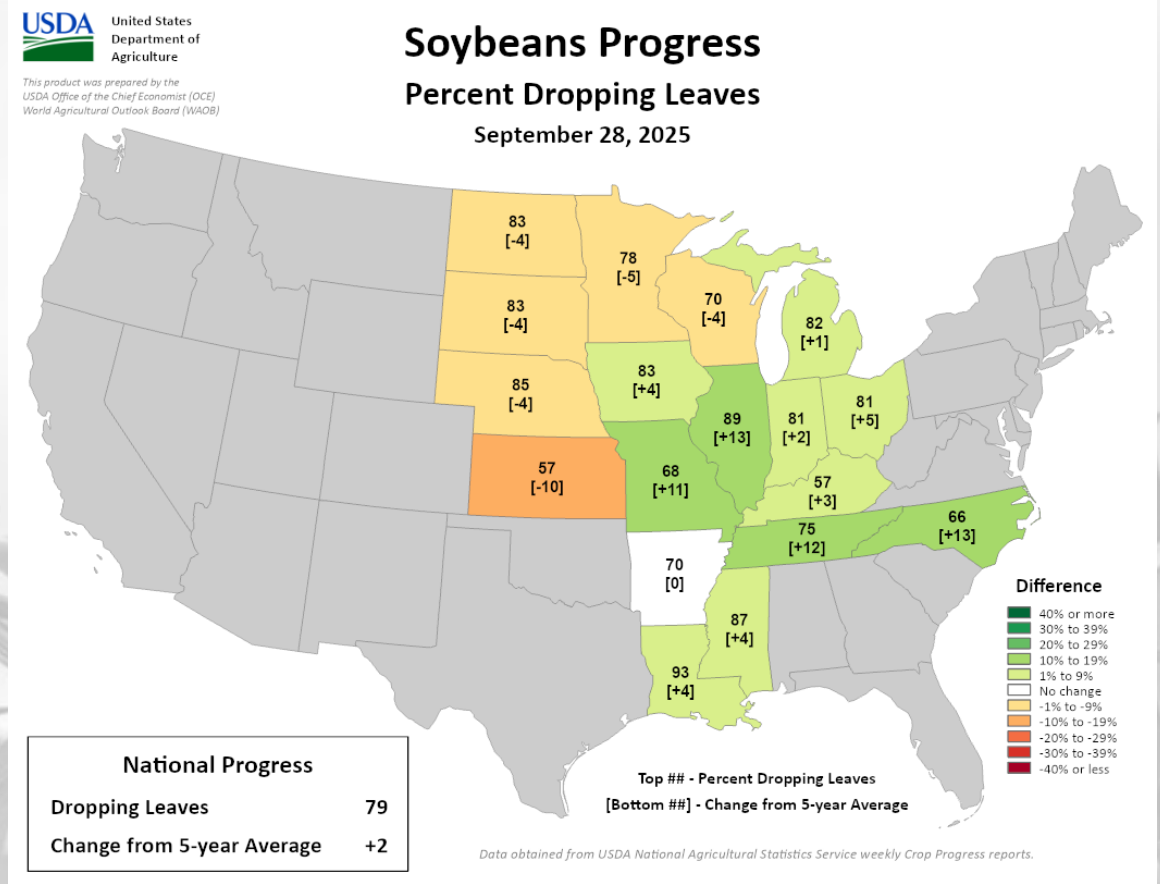 USDA
United States
Department of
Agriculture
This product was prepared by the
USDA Office of the Chief Economist (OCE)
World Agricultural Outlook Board (WAOB)
Soybeans Progress
Percent Dropping Leaves
September 28, 2025
83
[-4]
78
[-5]
70
[-4]
83
[-4]
82
[+1]
85
[-4]
83
[+4]
89
[+13]
81
[+2]
81
[+5]
57
[-10]
68
[+11]
57
[+3]
75
[+12]
66
[+13]
70
[0]
87
[+4]
93
[+4]
Difference
40% or more
30% to 39%
20% to 29%
10% to 19%
1% to 9%
No change
-1% to -9%
-10% to -19%
-20% to -29%
-30% to -39%
-40% or less
National Progress
Dropping Leaves 79
Change from 5-year Average +2
Top ## - Percent Dropping Leaves
[Bottom ##] - Change from 5-year Average
Data obtained from USDA National Agricultural Statistics Service weekly Crop Progress reports.